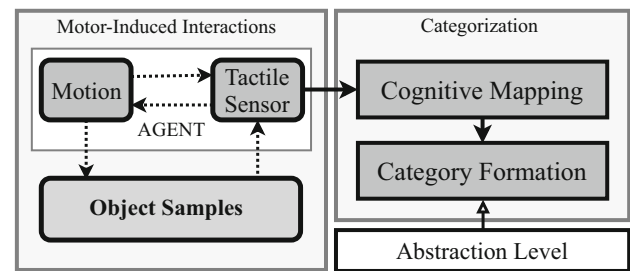 Motor-Induced Interactions
Motion
Tactile
Sensor
AGENT
Object Samples
Categorization
Cognitive Mapping
Category Formation
Abstraction Level